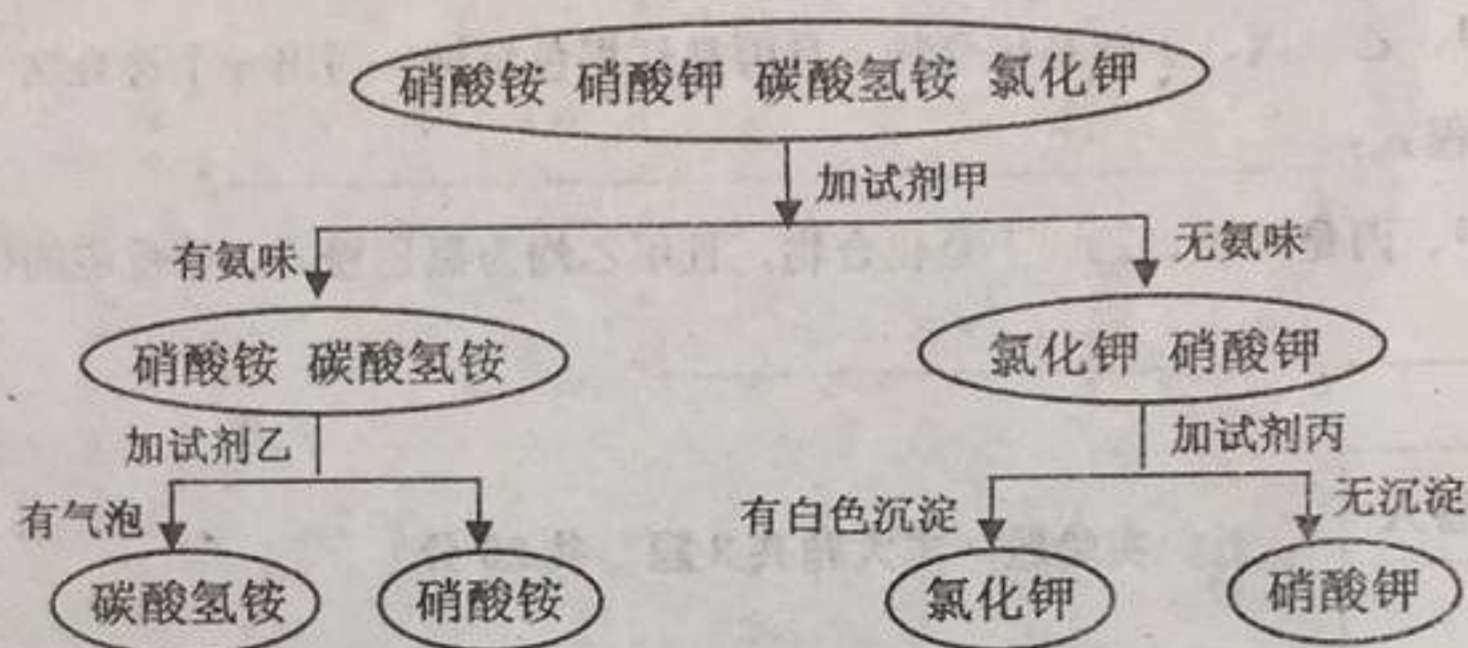 硝酸铵 硝酸钾 碳酸氢铵 氯化钾
加试剂甲
有氨味
无氨味
硝酸铵 碳酸氢铵
氯化钾 硝酸钾
加试剂乙
加试剂丙
有气泡
有白色沉淀
无沉淀
碳酸氢铵
硝酸铵
氯化钾
硝酸钾